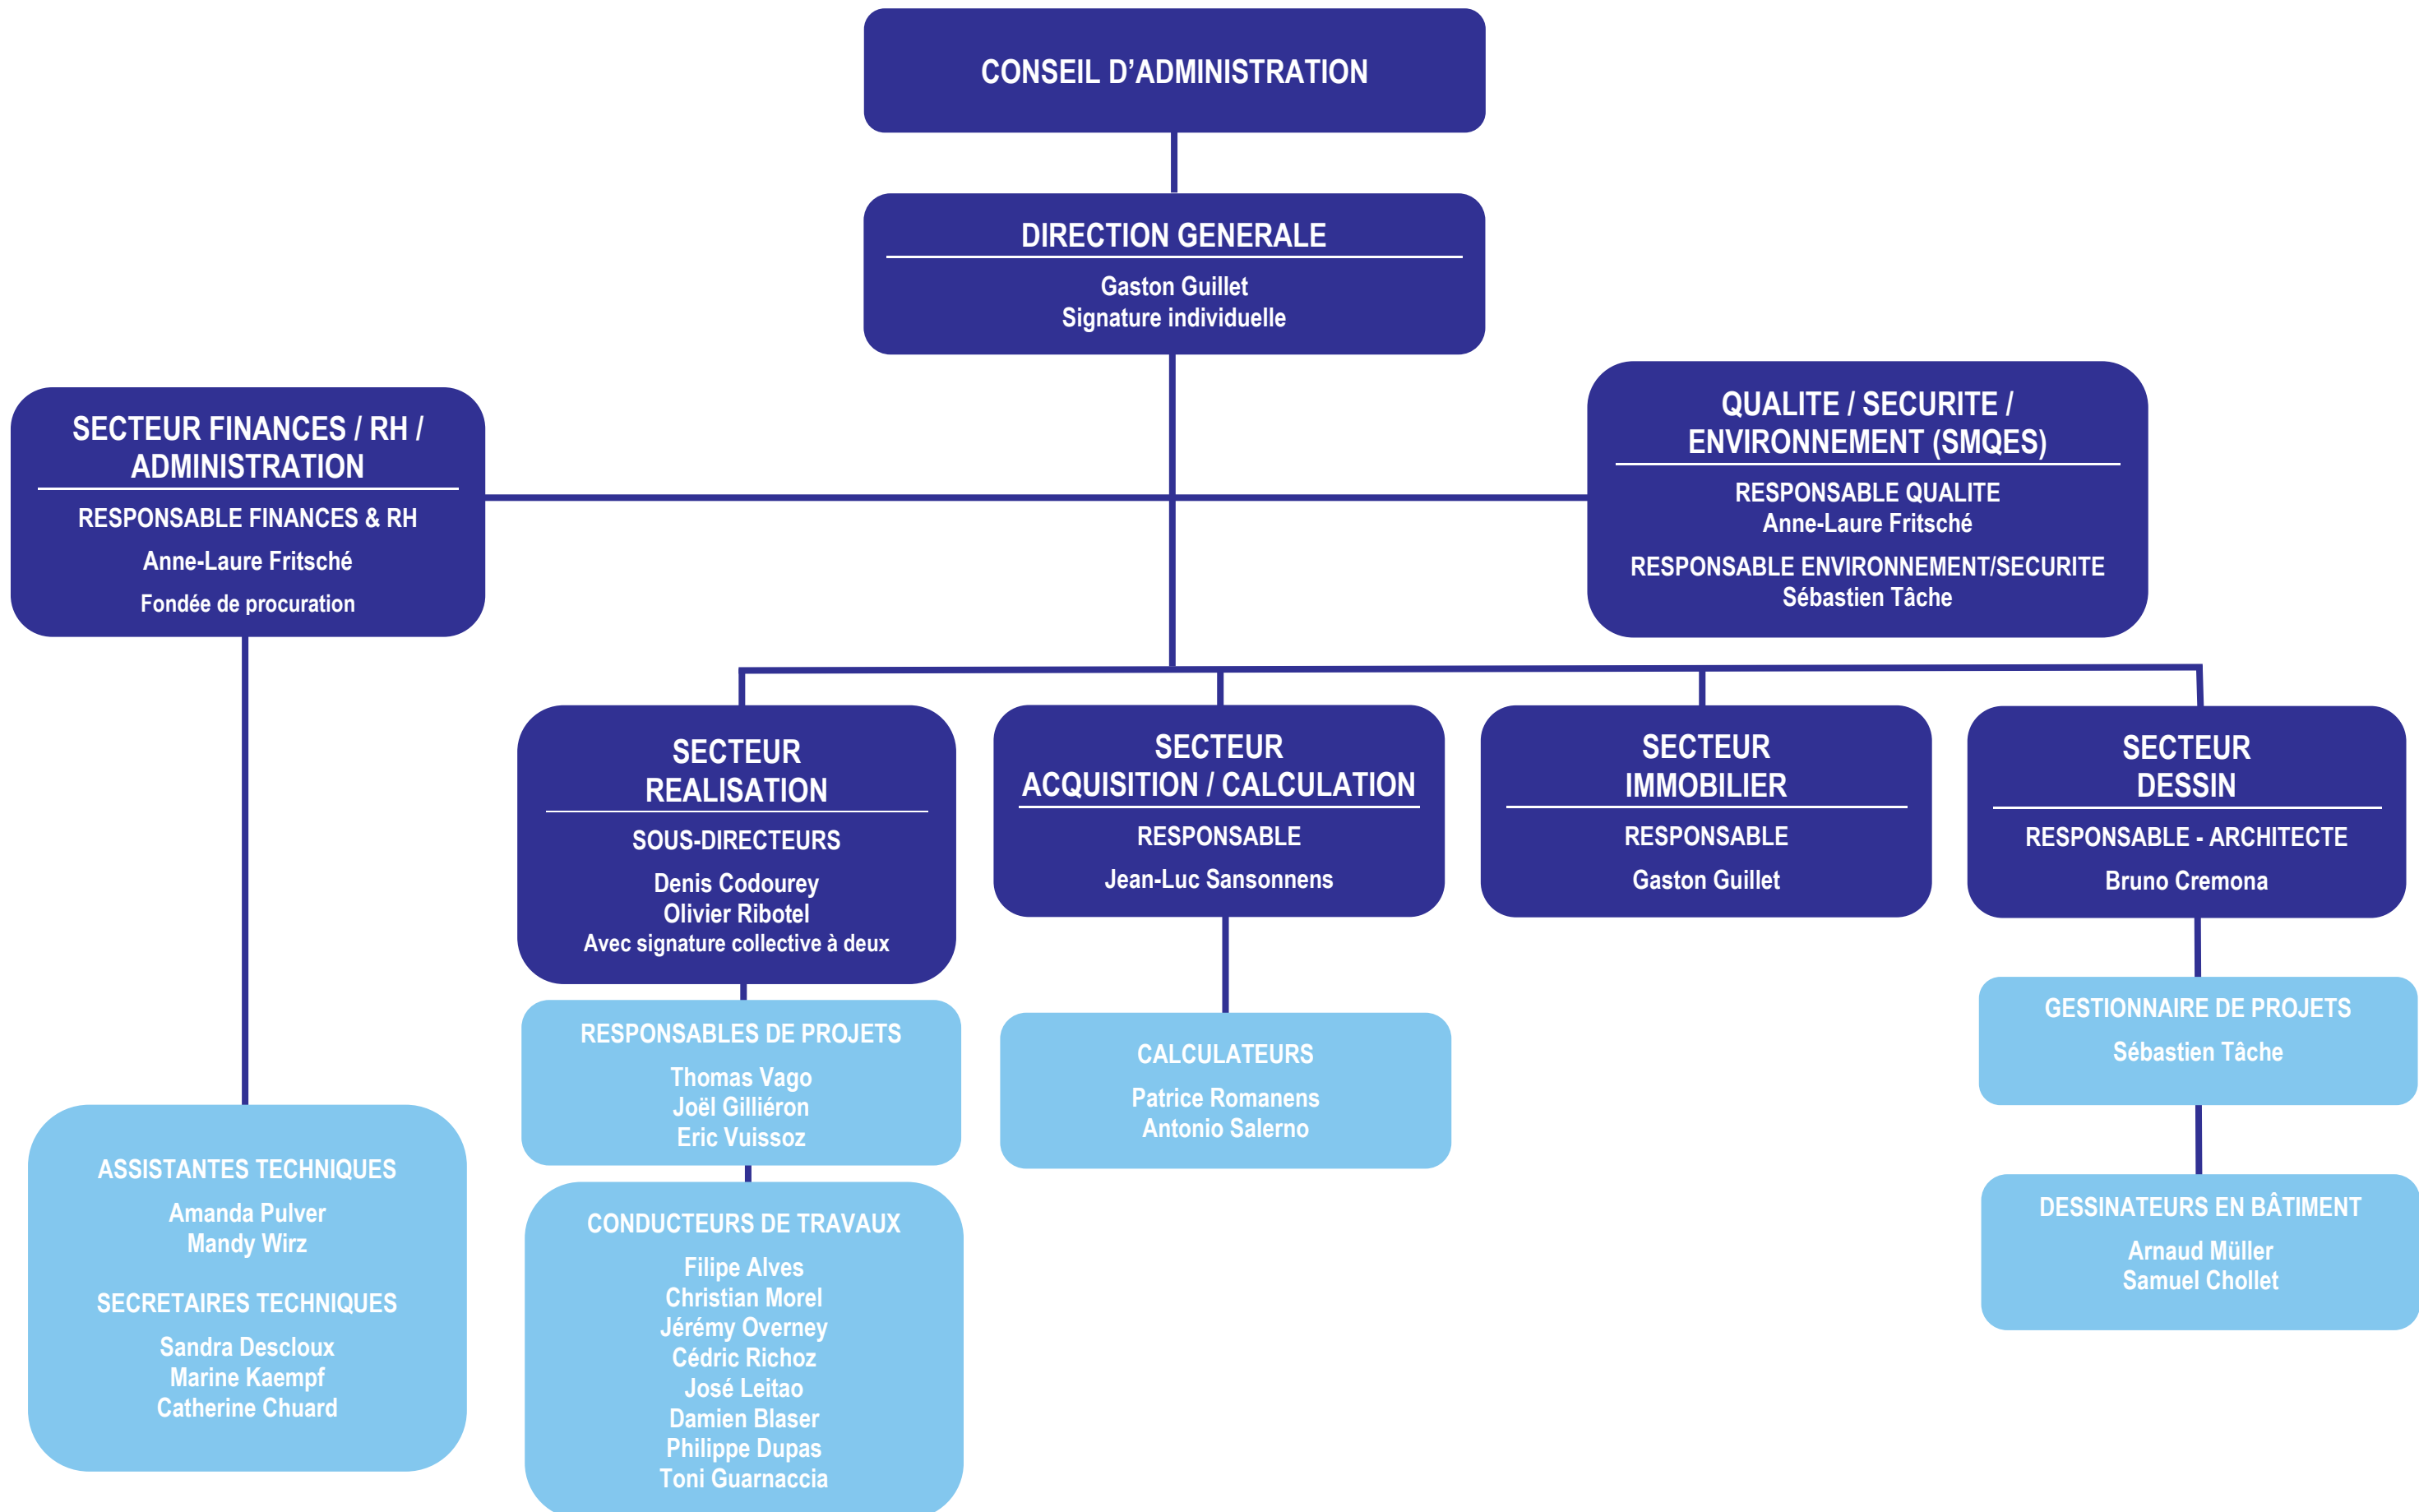 CONSEIL D’ADMINISTRATION
DIRECTION GENERALE
Gaston Guillet
Signature individuelle
SECTEUR FINANCES / RH /
ADMINISTRATION
RESPONSABLE FINANCES & RH
Anne-Laure Fritsché
Fondée de procuration
QUALITE / SECURITE /
ENVIRONNEMENT (SMQES)
RESPONSABLE QUALITE
Anne-Laure Fritsché
RESPONSABLE ENVIRONNEMENT/SECURITE
Sébastien Tâche
SECTEUR
REALISATION
SOUS-DIRECTEURS
Denis Codourey
Olivier Ribotel
Avec signature collective à deux
SECTEUR
ACQUISITION / CALCULATION
RESPONSABLE
Jean-Luc Sansonnens
SECTEUR
IMMOBILIER
RESPONSABLE
Gaston Guillet
SECTEUR
DESSIN
RESPONSABLE - ARCHITECTE
Bruno Cremona
ASSISTANTES TECHNIQUES
Amanda Pulver
Mandy Wirz
SECRETAIRES TECHNIQUES
Sandra Descloux
Marine Kaempf
Catherine Chuard
RESPONSABLES DE PROJETS
Thomas Vago
Joël Gilliéron
Eric Vuissoz
CONDUCTEURS DE TRAVAUX
Filipe Alves
Christian Morel
Jérémy Overney
Cédric Richoz
José Leitao
Damien Blaser
Philippe Dupas
Toni Guarnaccia
CALCULATEURS
Patrice Romanens
Antonio Salerno
GESTIONNAIRE DE PROJETS
Sébastien Tâche
DESSINATEURS EN BÂTIMENT
Arnaud Müller
Samuel Chollet